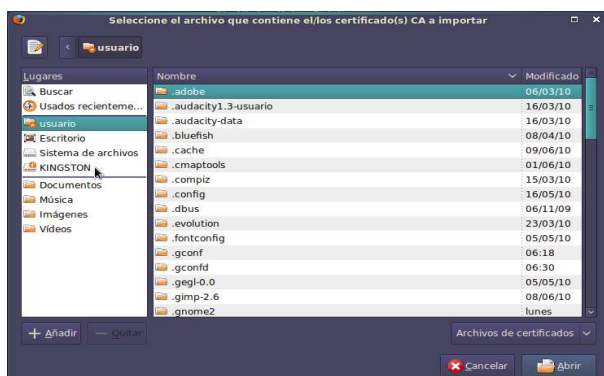 Seleccione el archivo que contiene el/los certificado(s) CA a importar
usuario
Lugares
Buscar
Usados recienteme...
usuario
Escritorio
Sistema de archivos
KINGSTON
Documentos
Música
Imágenes
Vídeos
Nombre Modificado
.adobe 06/03/10
.audacity1.3-usuario 16/03/10
.audacity-data 16/03/10
.bluefish 08/04/10
.cache 09/06/10
.cmaptools 01/06/10
.compiz 15/03/10
.config 16/05/10
.dbus 06/11/09
.evolution 23/03/10
.fontconfig 05/05/10
.gconf 06:18
.gconfd 06:30
.gegl-0.0 05/05/10
.gimp-2.6 08/06/10
.gnome2 lunes
Añadir Quitar Archivos de certificados
Cancelar Abrir